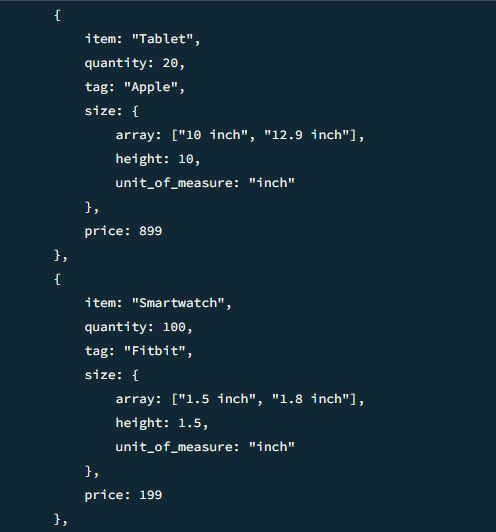 {
item: "Tablet",
quantity: 20,
tag: "Apple",
size: {
array: ["10 inch", "12.9 inch"],
height: 10,
unit_of_measure: "inch"
},
price: 899
},
{
item: "Smartwatch",
quantity: 100,
tag: "Fitbit",
size: {
array: ["1.5 inch", "1.8 inch"],
height: 1.5,
unit_of_measure: "inch"
},
price: 199
},